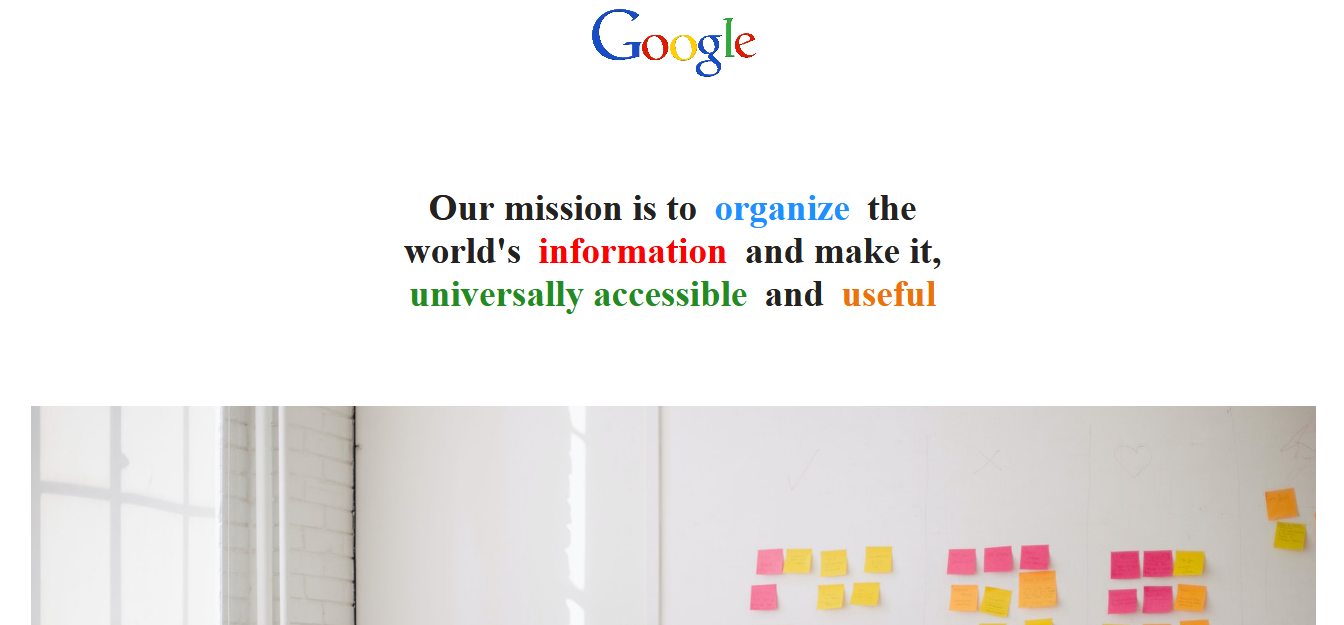 Google
Our mission is to organize the
world's information and make it,
universally accessible and useful